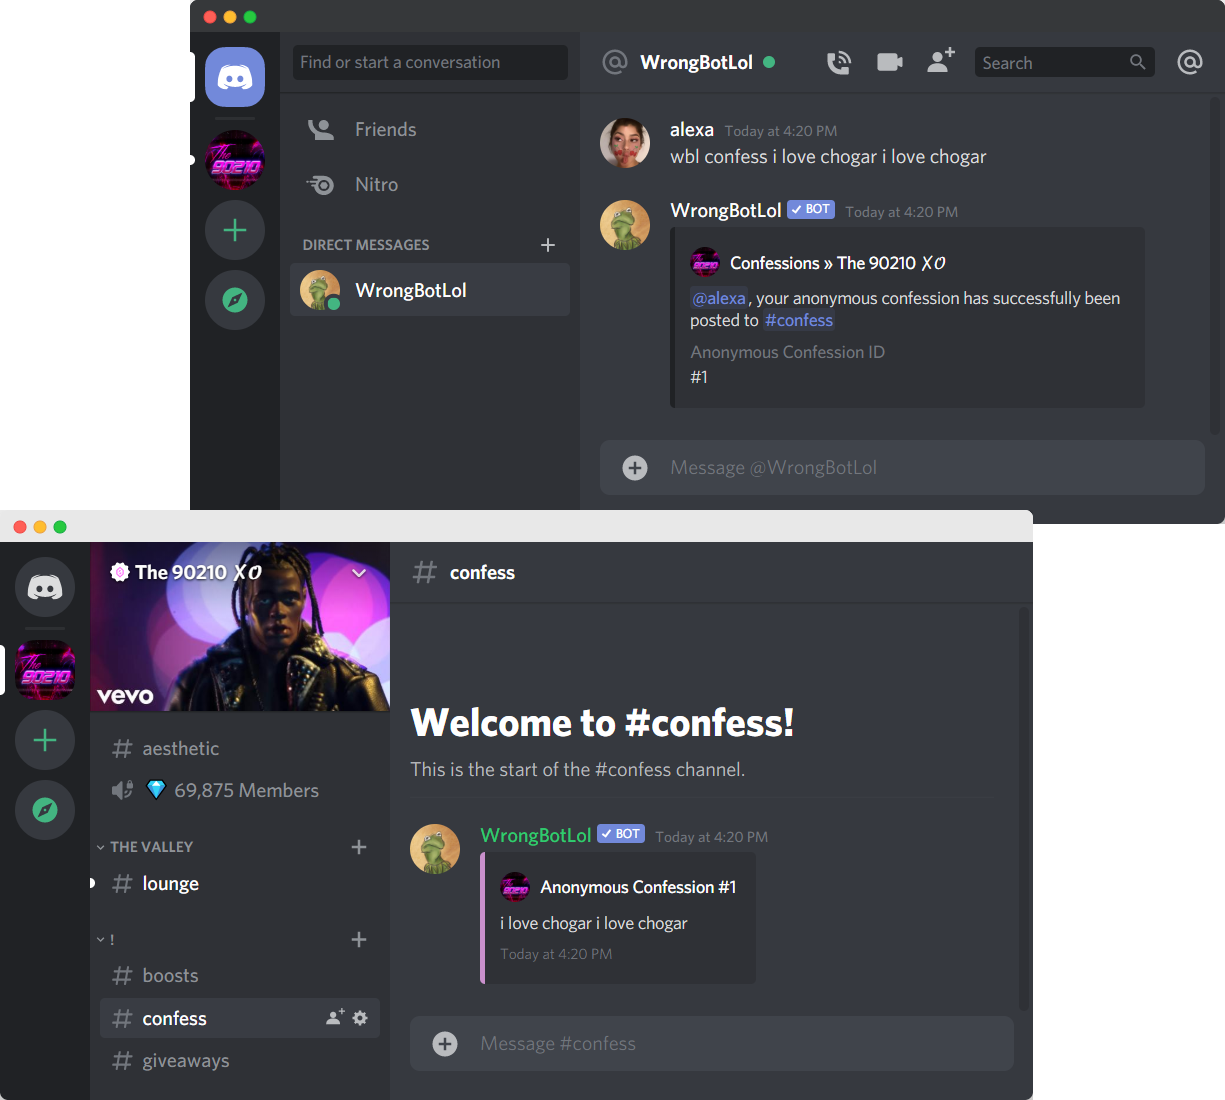 Find or start a conversation
Friends
Nitro
DIRECT MESSAGES
WrongBotLol
WrongBotLol
Search
alexa Today at 4:20 PM
wbl confess i love chogar i love chogar
WrongBotLol BOT Today at 4:20 PM
Confessions » The 90210 𝓧𝓞
@alexa, your anonymous confession has successfully been
posted to #confess
Anonymous Confession ID
#1
Message @WrongBotLol
The
90210
The 90210 𝓧𝓞
vevo
aesthetic
💎 69,875 Members
THE VALLEY
lounge
!
boosts
confess
giveaways
# confess
Welcome to #confess!
This is the start of the #confess channel.
WrongBotLol BOT Today at 4:20 PM
Anonymous Confession #1
i love chogar i love chogar
Today at 4:20 PM
Message #confess
The
90210